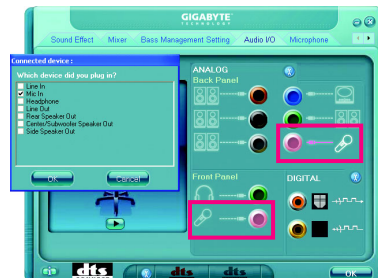 GIGABYTE
TECHNOLOGY
Sound Effect Mixer Bass Management Setting Audio I/O Microphone
Connected device :
Which device did you plug in?
Line In
Mic In
Headphone
Line Out
Rear Speaker Out
Center/Subwoofer Speaker Out
Side Speaker Out
OK Cancel
ANALOG
Back Panel
Front Panel
DIGITAL
dts dts dts
OK